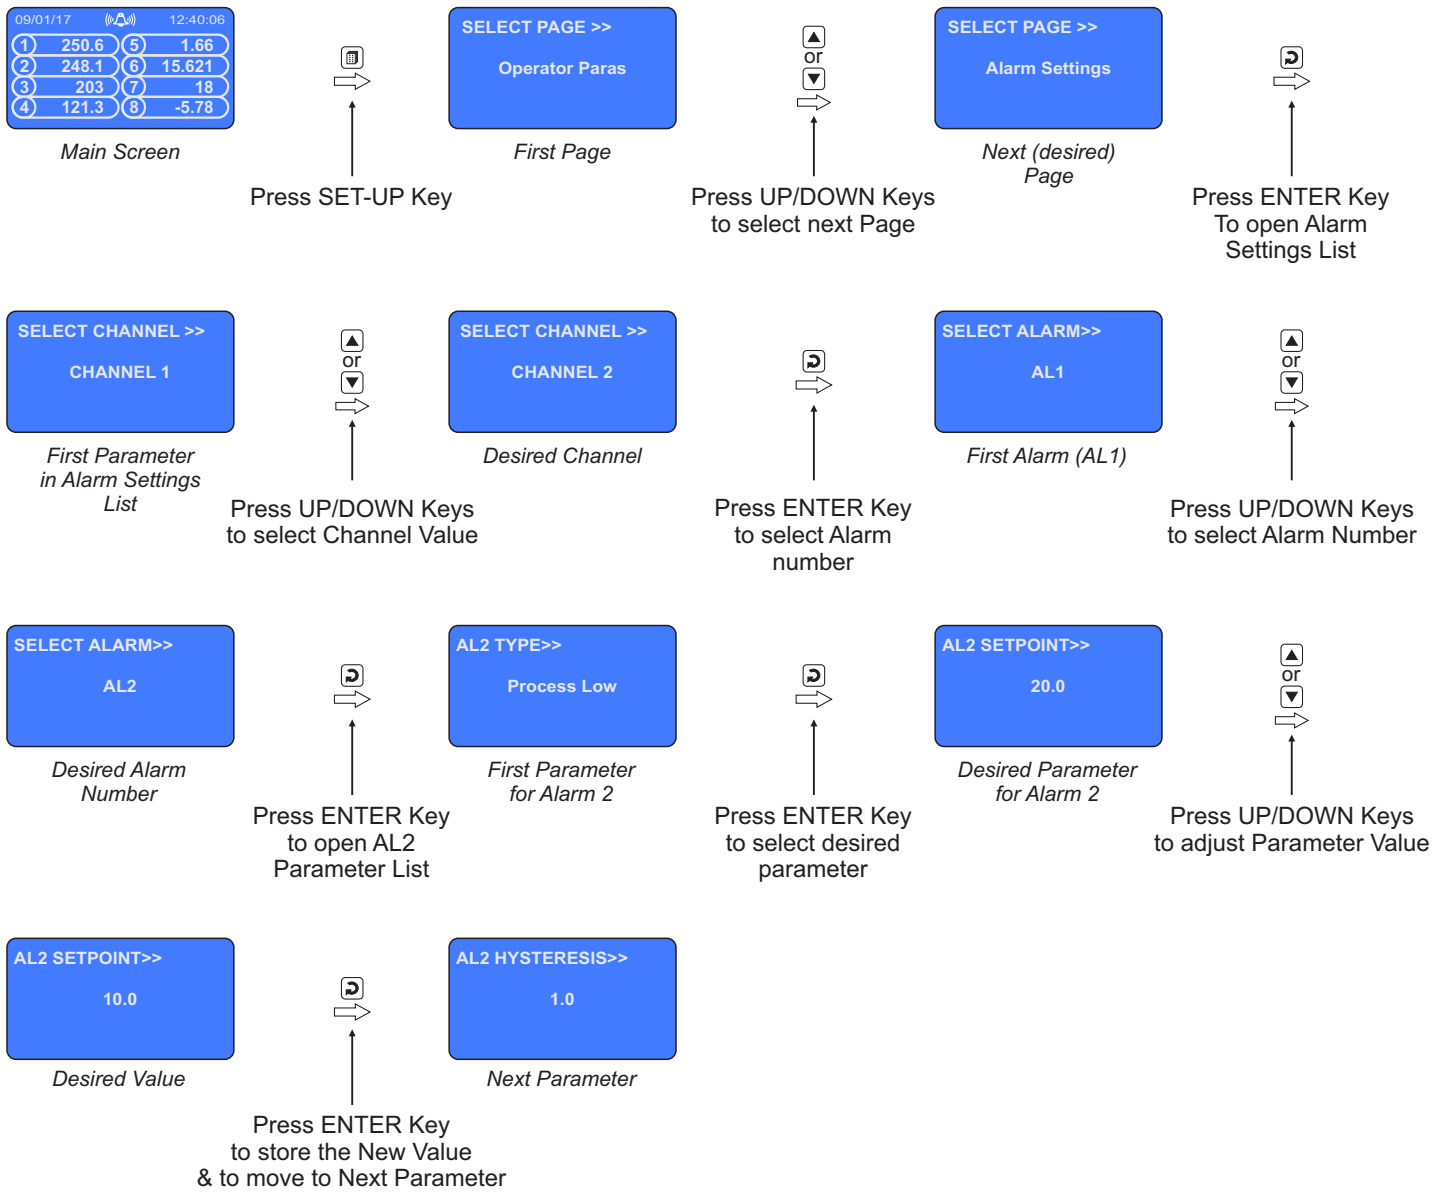 09/01/17 12:40:06
1 250.6 5 1.66
2 248.1 6 15.621
3 203 7 18
4 121.3 8 -5.78
Main Screen
Press SET-UP Key
SELECT PAGE >>
Operator Paras
First Page
or
Press UP/DOWN Keys
to select next Page
SELECT PAGE >>
Alarm Settings
Next (desired)
Page
Press ENTER Key
To open Alarm
Settings List
SELECT CHANNEL >>
CHANNEL 1
First Parameter
in Alarm Settings
List
or
Press UP/DOWN Keys
to select Channel Value
SELECT CHANNEL >>
CHANNEL 2
Desired Channel
Press ENTER Key
to select Alarm
number
SELECT ALARM>>
AL1
First Alarm (AL1)
or
Press UP/DOWN Keys
to select Alarm Number
SELECT ALARM>>
AL2
Desired Alarm
Number
Press ENTER Key
to open AL2
Parameter List
AL2 TYPE>>
Process Low
First Parameter
for Alarm 2
Press ENTER Key
to select desired
parameter
AL2 SETPOINT>>
20.0
Desired Parameter
for Alarm 2
or
Press UP/DOWN Keys
to adjust Parameter Value
AL2 SETPOINT>>
10.0
Desired Value
Press ENTER Key
to store the New Value
& to move to Next Parameter
AL2 HYSTERESIS>>
1.0
Next Parameter